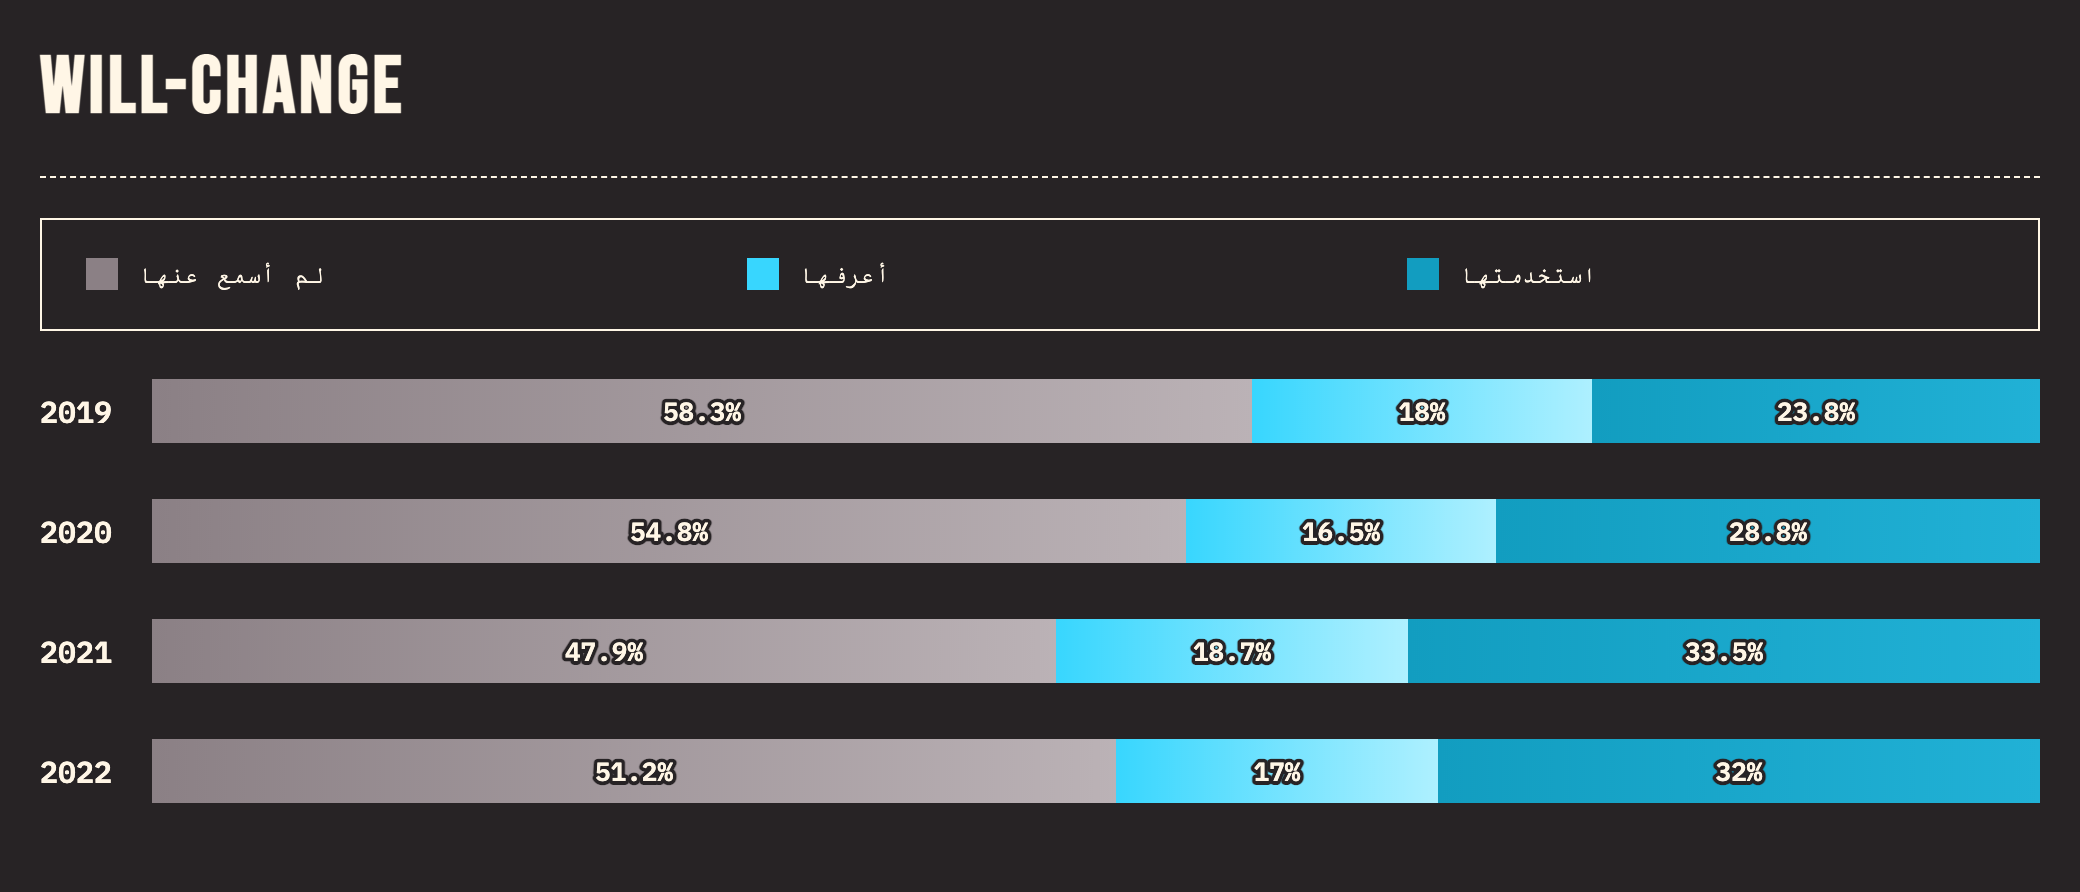 WILL-CHANGE
لم أسمع عنها
أعرفها
استخدمتها
2019 58.3% 18% 23.8%
2020 54.8% 16.5% 28.8%
2021 47.9% 18.7% 33.5%
2022 51.2% 17% 32%